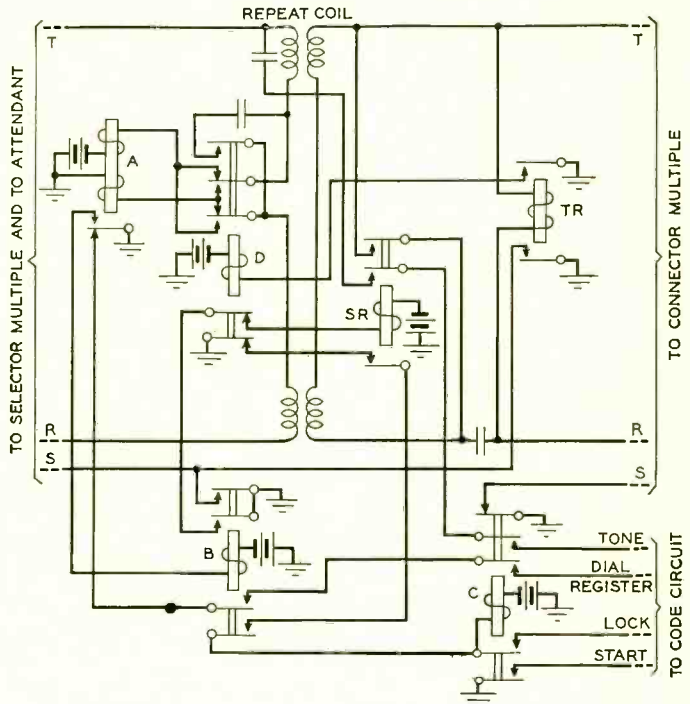 REPEAT COIL
T
T
TO SELECTOR MULTIPLE AND TO ATTENDANT
A
TR
D
TO CONNECTOR MULTIPLE
SR
R
R
S
S
B
TONE
DIAL
REGISTER
C
LOCK
START
TO CODE CIRCUIT